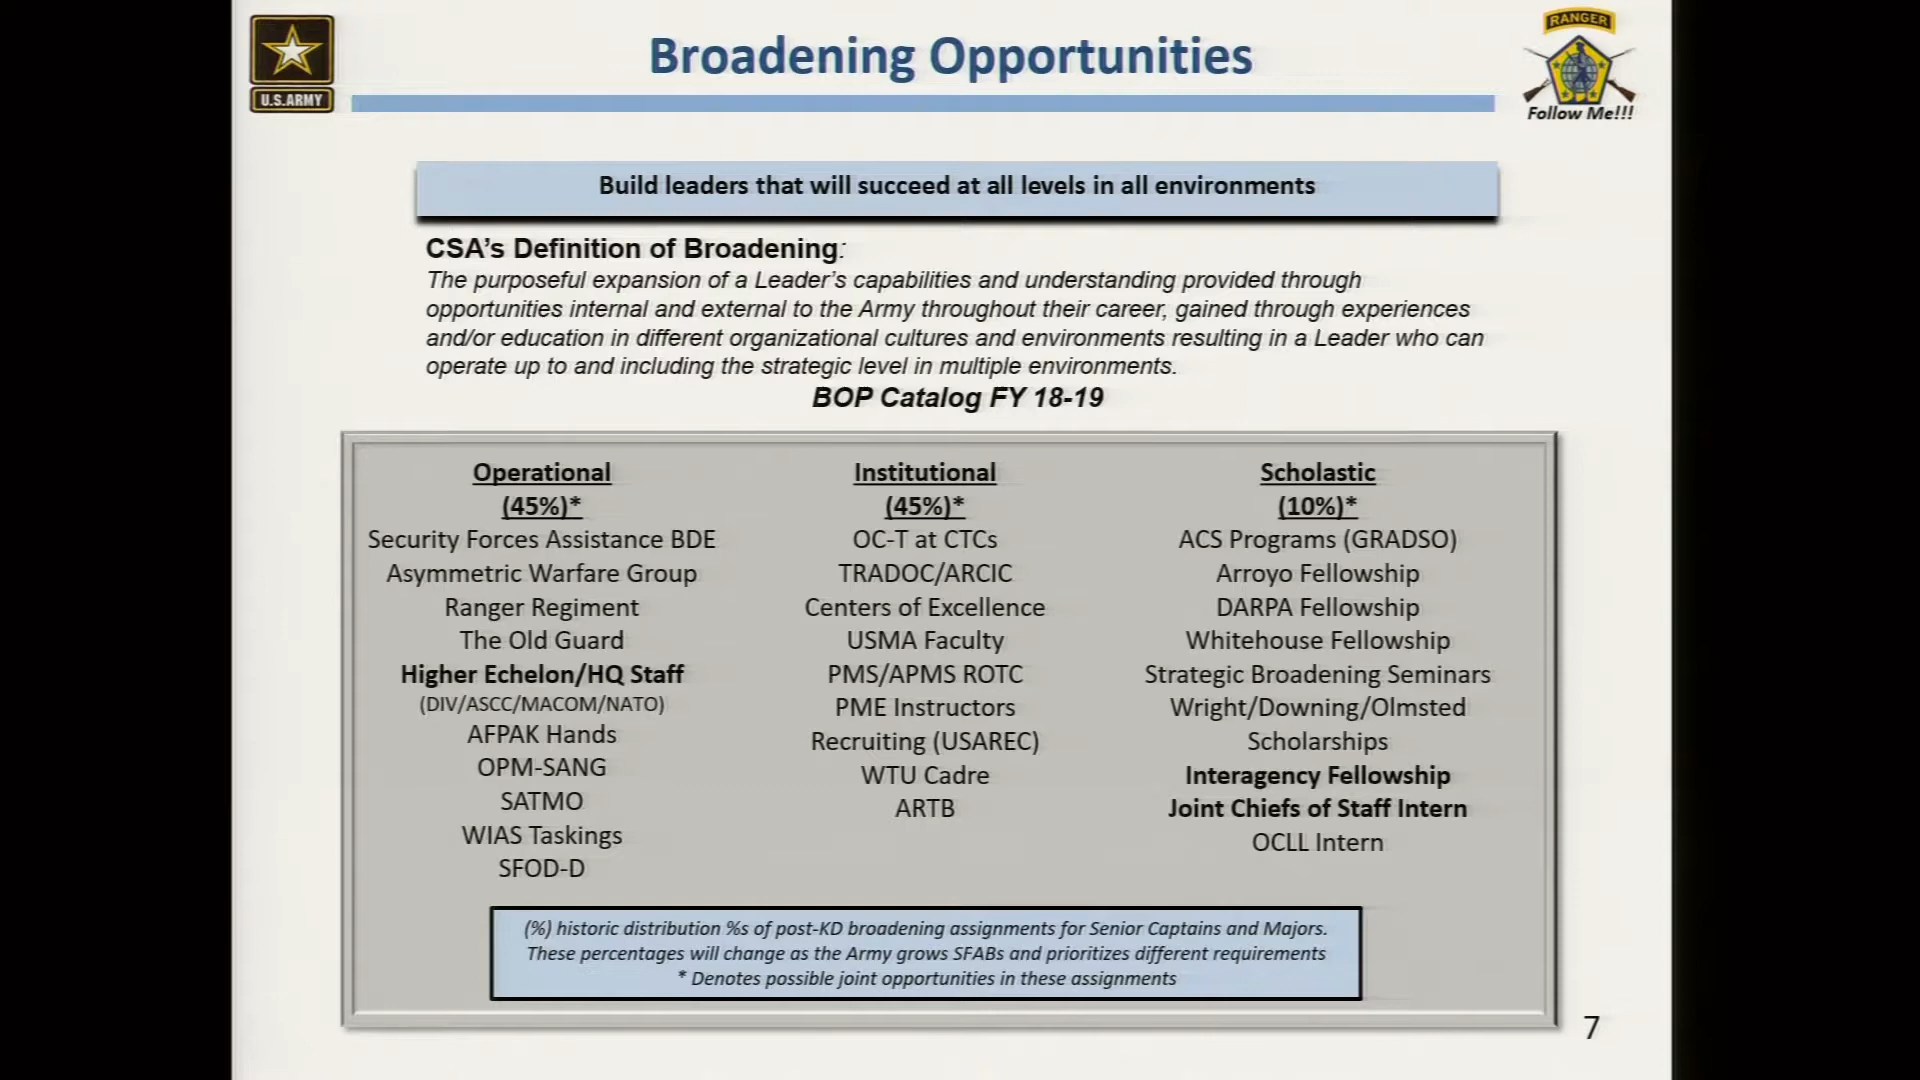 Broadening Opportunities
U.S.ARMY
RANGER
Follow Me!!!
Build leaders that will succeed at all levels in all environments
CSA's Definition of Broadening:
The purposeful expansion of a Leader's capabilities and understanding provided through
opportunities internal and external to the Army throughout their career, gained through experiences
and/or education in different organizational cultures and environments resulting in a Leader who can
operate up to and including the strategic level in multiple environments.
BOP Catalog FY 18-19
Operational
(45%)*
Security Forces Assistance BDE
Asymmetric Warfare Group
Ranger Regiment
The Old Guard
Higher Echelon/HQ Staff
(DIV/ASCC/MACOM/NATO)
AFPAK Hands
OPM-SANG
SATMO
WIAS Taskings
SFOD-D
Institutional
(45%)*
OC-T at CTCs
TRADOC/ARCIC
Centers of Excellence
USMA Faculty
PMS/APMS ROTC
PME Instructors
Recruiting (USAREC)
WTU Cadre
ARTB
Scholastic
(10%)*
ACS Programs (GRADSO)
Arroyo Fellowship
DARPA Fellowship
Whitehouse Fellowship
Strategic Broadening Seminars
Wright/Downing/Olmsted
Scholarships
Interagency Fellowship
Joint Chiefs of Staff Intern
OCLL Intern
(%) historic distribution %s of post-KD broadening assignments for Senior Captains and Majors.
These percentages will change as the Army grows SFABs and prioritizes different requirements
* Denotes possible joint opportunities in these assignments
7